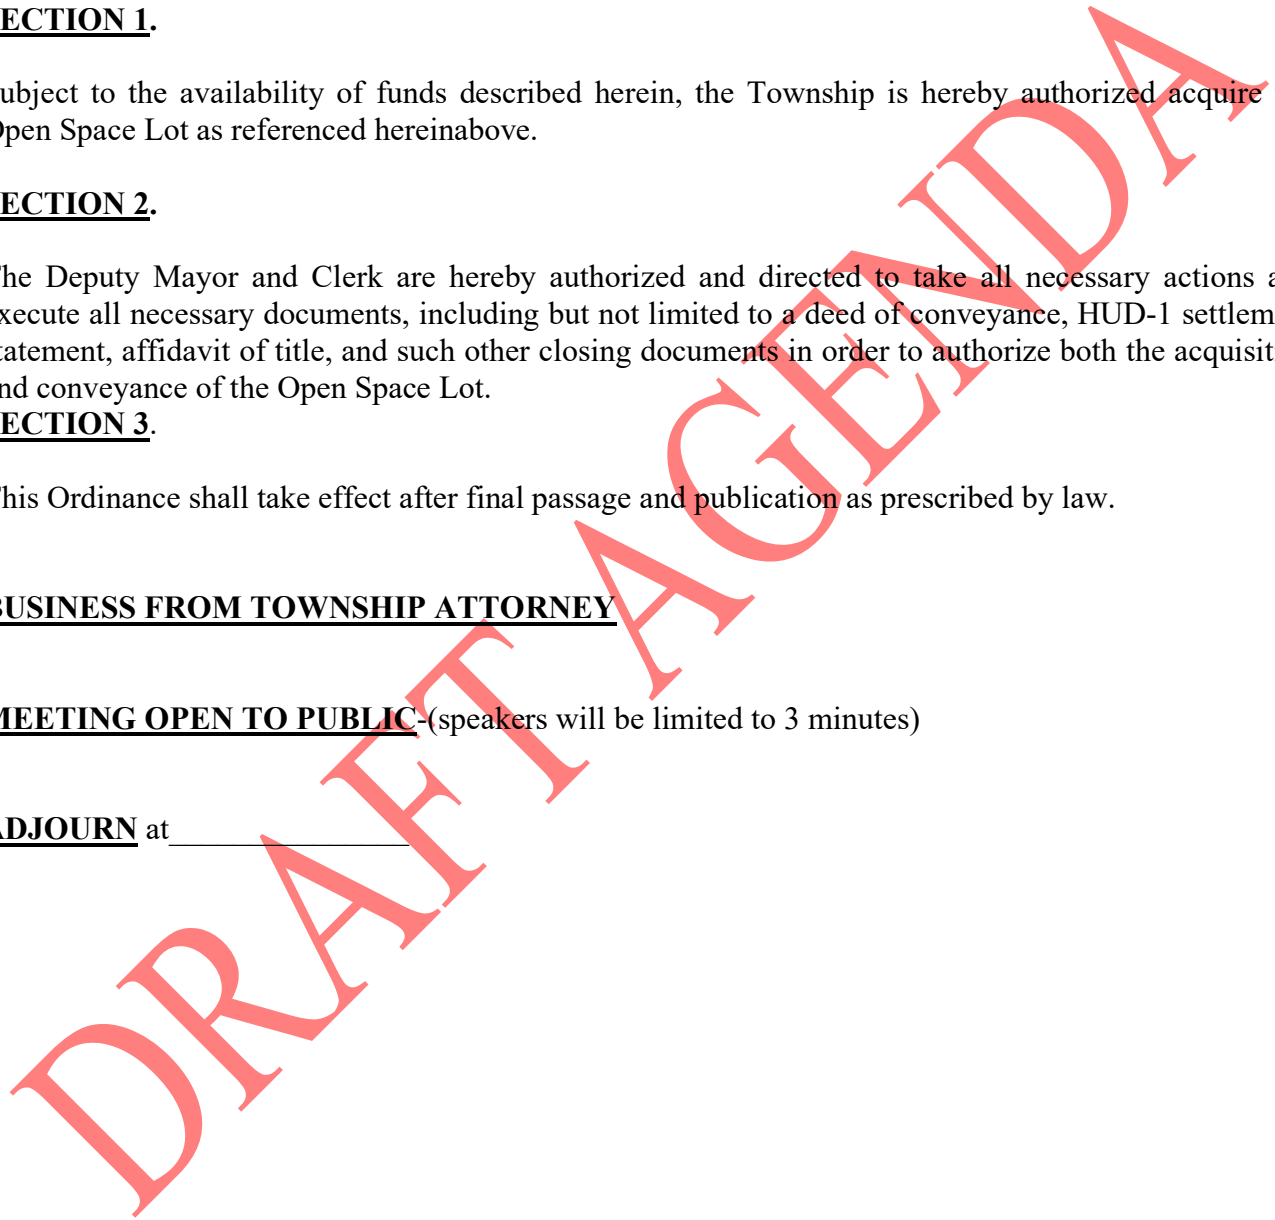 ECTION 1.
ubject to the availability of funds described herein, the Township is hereby authorized acquire
pen Space Lot as referenced hereinabove.
ECTION 2.
he Deputy Mayor and Clerk are hereby authorized and directed to take all necessary actions a
xecute all necessary documents, including but not limited to a deed of conveyance, HUD-1 settlem
tatement, affidavit of title, and such other closing documents in order to authorize both the acquisit
nd conveyance of the Open Space Lot.
ECTION 3.
his Ordinance shall take effect after final passage and publication as prescribed by law.
BUSINESS FROM TOWNSHIP ATTORNEY
MEETING OPEN TO PUBLIC-(speakers will be limited to 3 minutes)
ADJOURN at_______________
DRAFT AGENDA